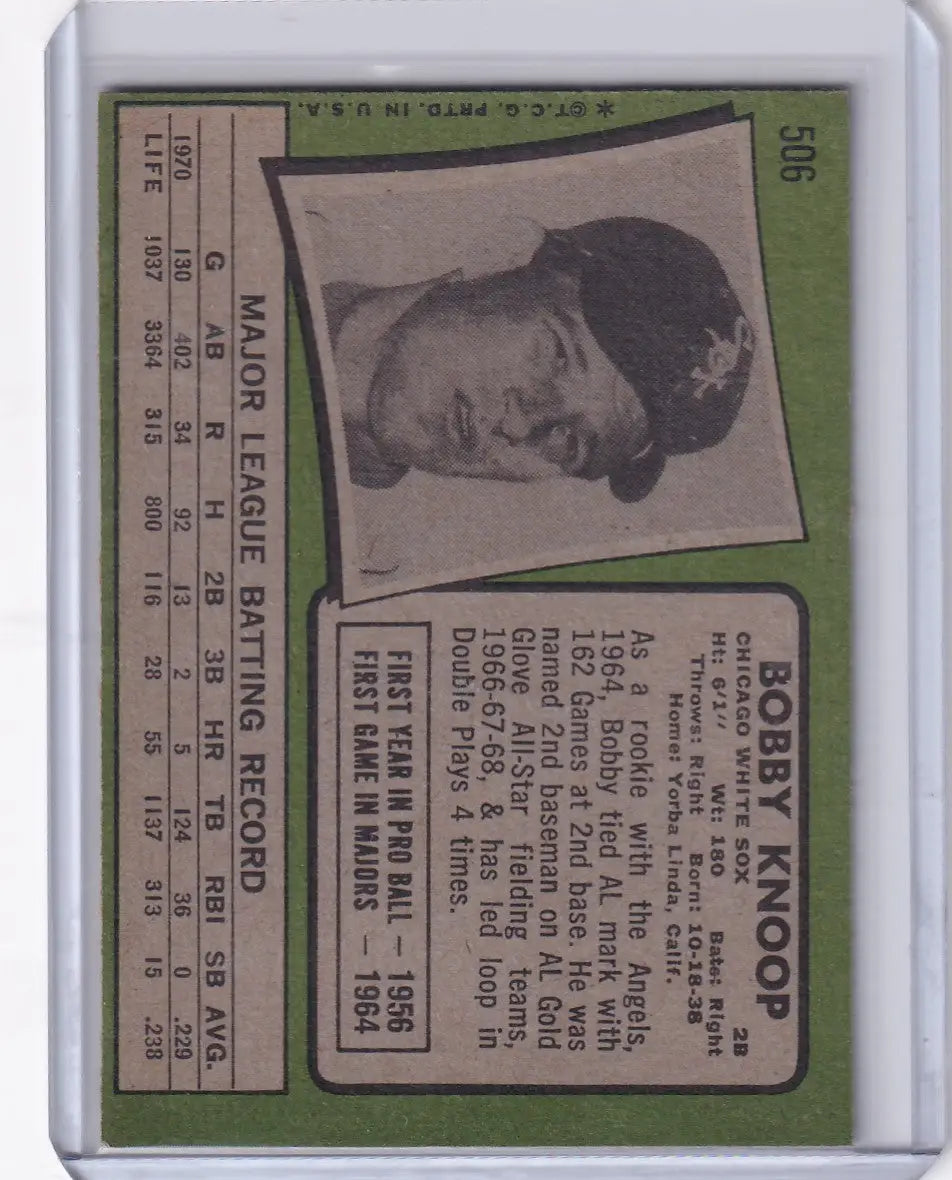 506
*©T.C.G. PRTD. IN U.S.A.
BOBBY KNOOP
CHICAGO WHITE SOX 2B
Ht: 6'1" Wt: 180 Bats: Right
Throws: Right Born: 10-18-38
Home: Yorba Linda, Calif.
As a rookie with the Angels,
1964, Bobby tied AL mark with
162 Games at 2nd base. He was
named 2nd baseman on AL Gold
Glove All-Star fielding teams,
1966-67-68, & has led loop in
Double Plays 4 times.
FIRST YEAR IN PRO BALL — 1956
FIRST GAME IN MAJORS — 1964
MAJOR LEAGUE BATTING RECORD
G AB R H 2B 3B HR TB RBI SB AVG.
1970 130 402 34 92 13 2 5 124 36 0 .229
LIFE 1037 3364 315 800 116 28 55 1137 313 15 .238